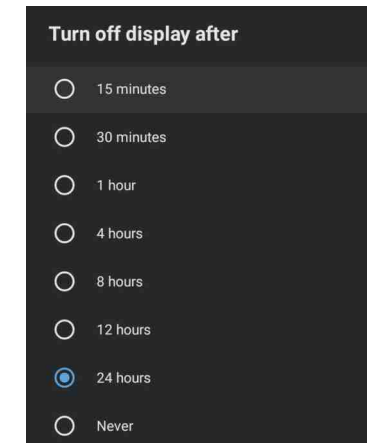 Turn off display after
15 minutes
30 minutes
1 hour
4 hours
8 hours
12 hours
24 hours
Never